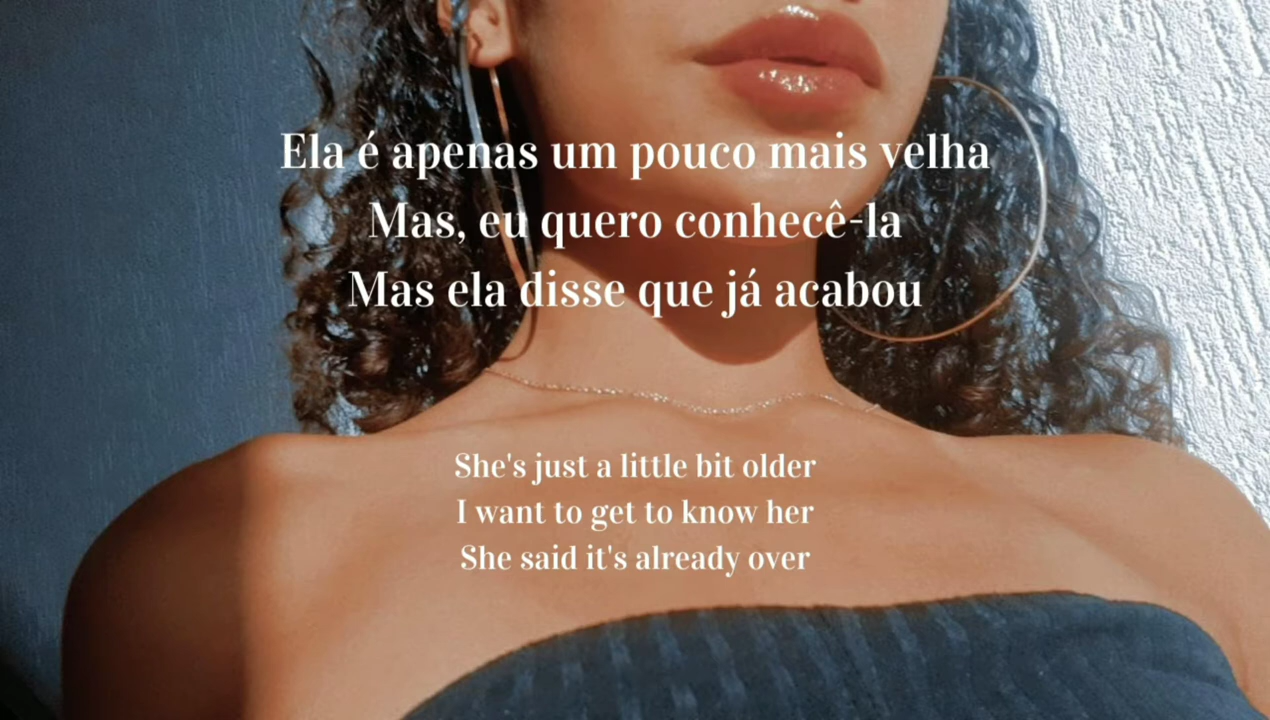 Ela é apenas um pouco mais velha
Mas, eu quero conhecê-la
Mas ela disse que já acabou
She's just a little bit older
I want to get to know her
She said it's already over